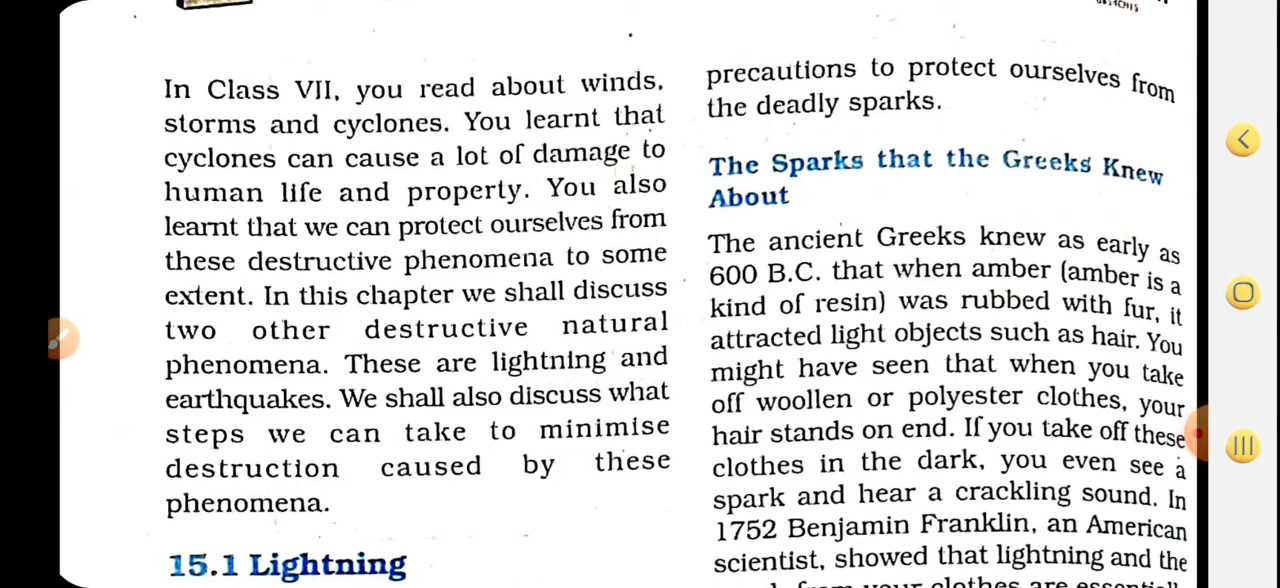 In Class VII, you read about winds,
storms and cyclones. You learnt that
cyclones can cause a lot of damage to
human life and property. You also
learnt that we can protect ourselves from
these destructive phenomena to some
extent. In this chapter we shall discuss
two other destructive natural
phenomena. These are lightning and
earthquakes. We shall also discuss what
steps we can take to minimise
destruction caused by these
phenomena.
15.1 Lightning
precautions to protect ourselves from
the deadly sparks.
The Sparks that the Greeks Knew
About
The ancient Greeks knew as early as
600 B.C. that when amber (amber is a
kind of resin) was rubbed with fur, it
attracted light objects such as hair. You
might have seen that when you take
off woollen or polyester clothes, your
hair stands on end. If you take off these
clothes in the dark, you even see a
spark and hear a crackling sound. In
1752 Benjamin Franklin, an American
scientist, showed that lightning and the
from your clothes are